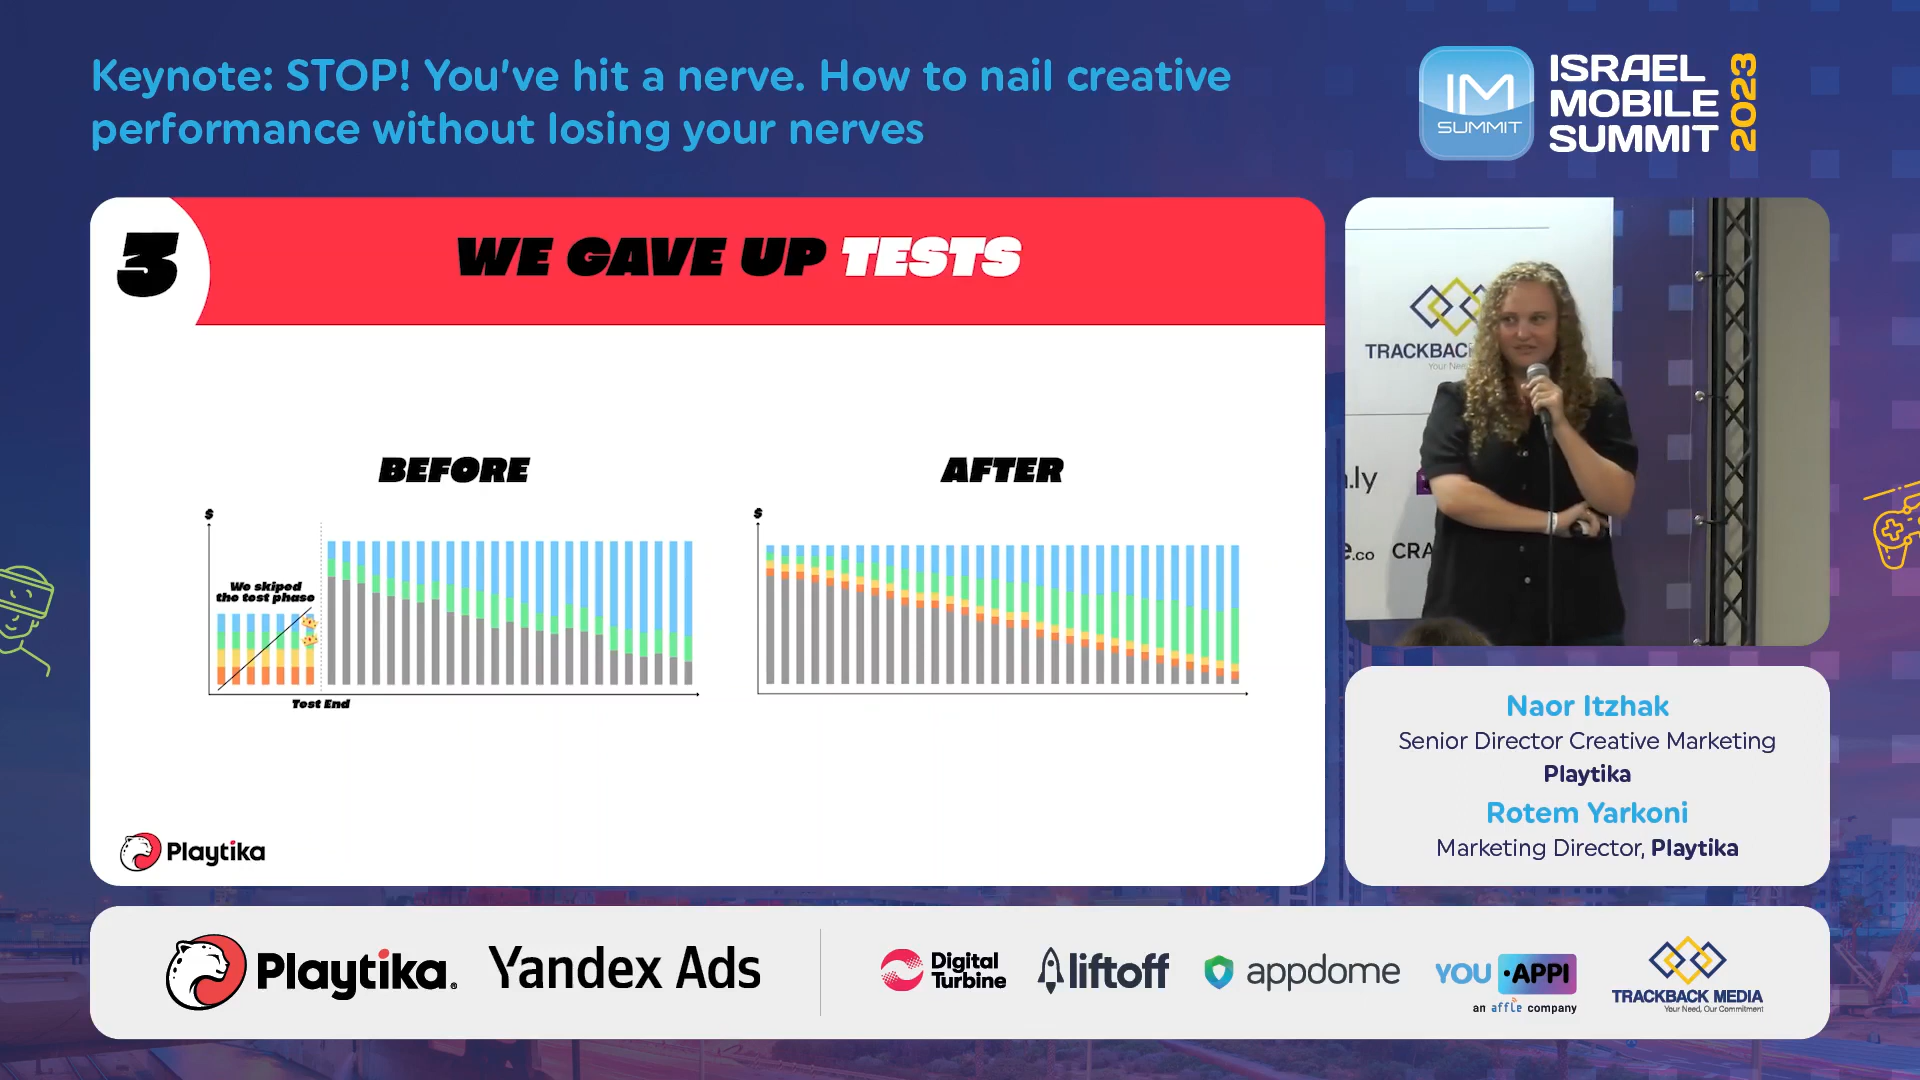 Keynote: STOP! You've hit a nerve. How to nail creative
performance without losing your nerves
IM
SUMMIT
ISRAEL
MOBILE
SUMMIT
2023
3
WE GAVE UP TESTS
BEFORE
AFTER
$
We skiped
the test phase
Test End
$
Playtika
TRACKBAC
Your Nee
.ly
.co
CRA
Naor Itzhak
Senior Director Creative Marketing
Playtika
Rotem Yarkoni
Marketing Director, Playtika
Playtika.
Yandex Ads
Digital
Turbine
liftoff
appdome
YOU•APPI
an affle company
TRACKBACK MEDIA
Your Need, Our Commitment